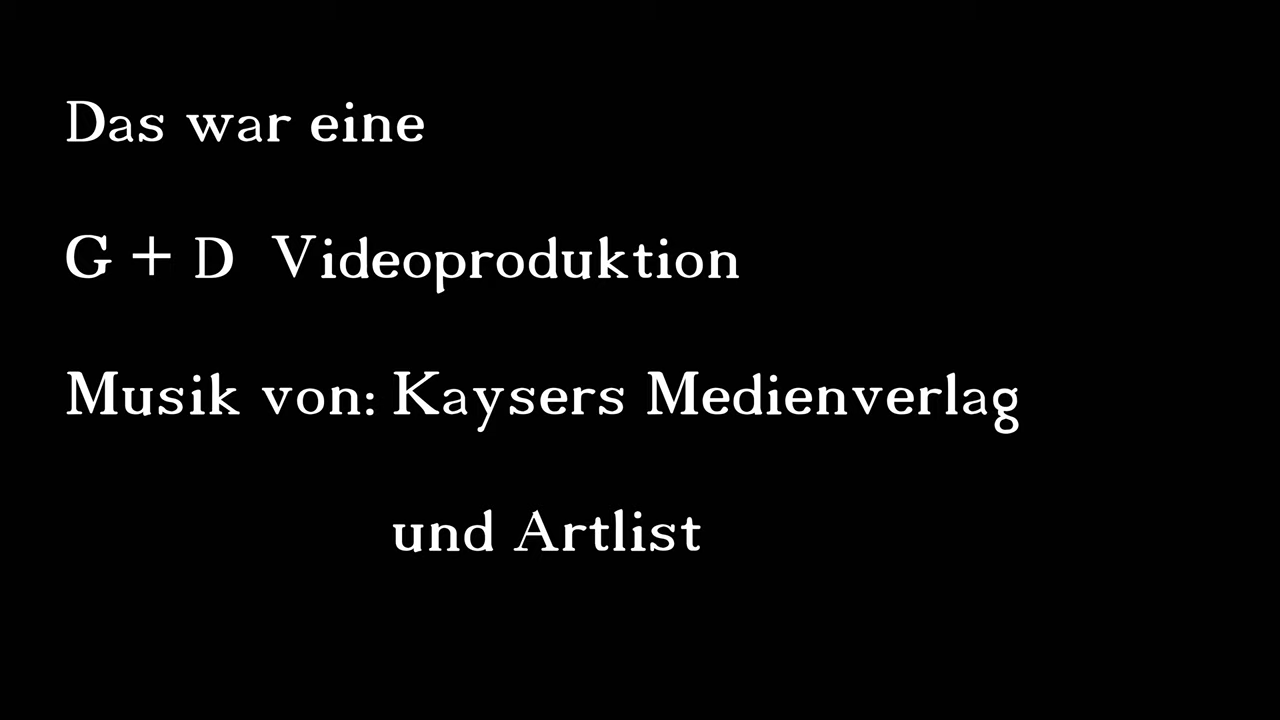 Das war eine
G + D Videoproduktion
Musik von: Kaysers Medienverlag
und Artlist